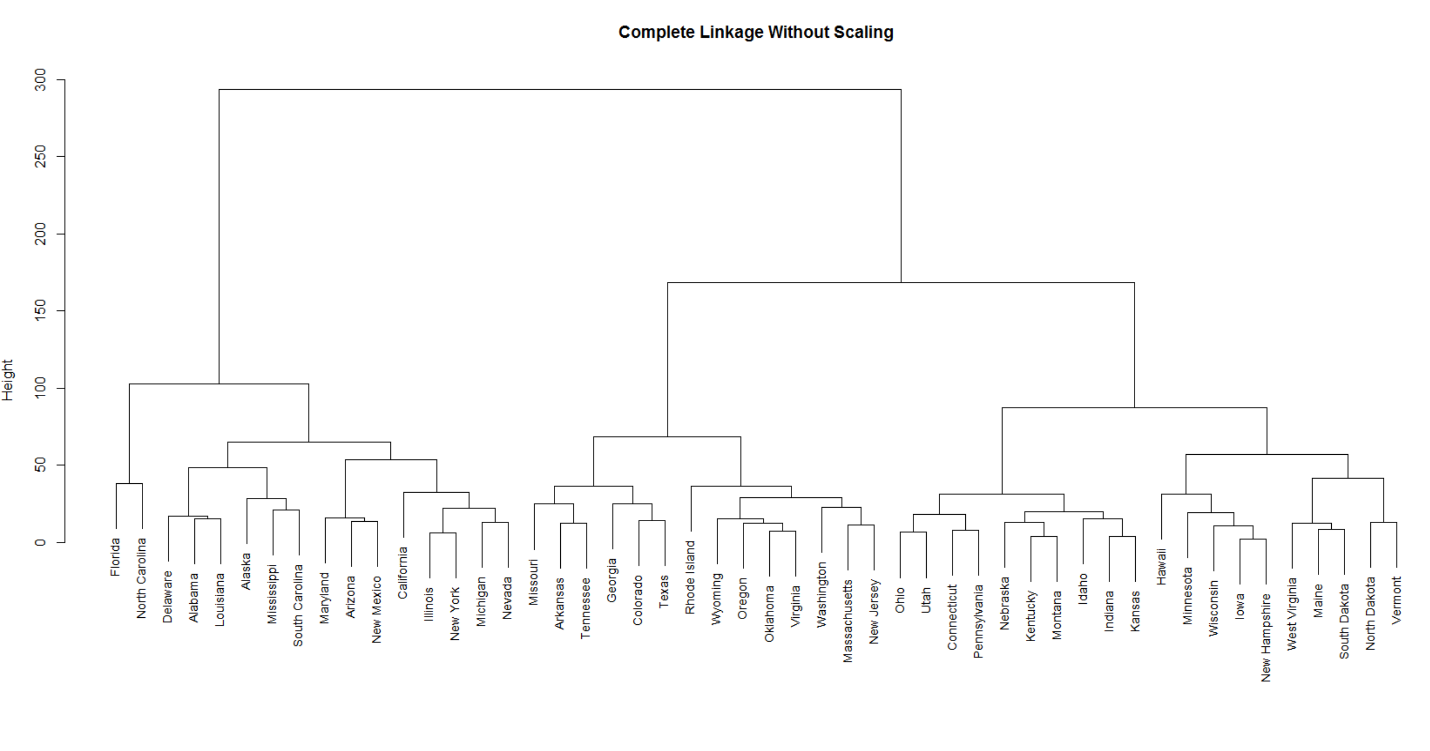 Complete Linkage Without Scaling
Height
300
250
200
150
100
50
0
Florida
North Carolina
Delaware
Alabama
Louisiana
Alaska
Mississippi
South Carolina
Maryland
Arizona
New Mexico
California
Illinois
New York
Michigan
Nevada
Missouri
Arkansas
Tennessee
Georgia
Colorado
Texas
Rhode Island
Wyoming
Oregon
Oklahoma
Virginia
Washington
Massachusetts
New Jersey
Ohio
Utah
Connecticut
Pennsylvania
Nebraska
Kentucky
Montana
Idaho
Indiana
Kansas
Hawaii
Minnesota
Wisconsin
Iowa
New Hampshire
West Virginia
Maine
South Dakota
North Dakota
Vermont